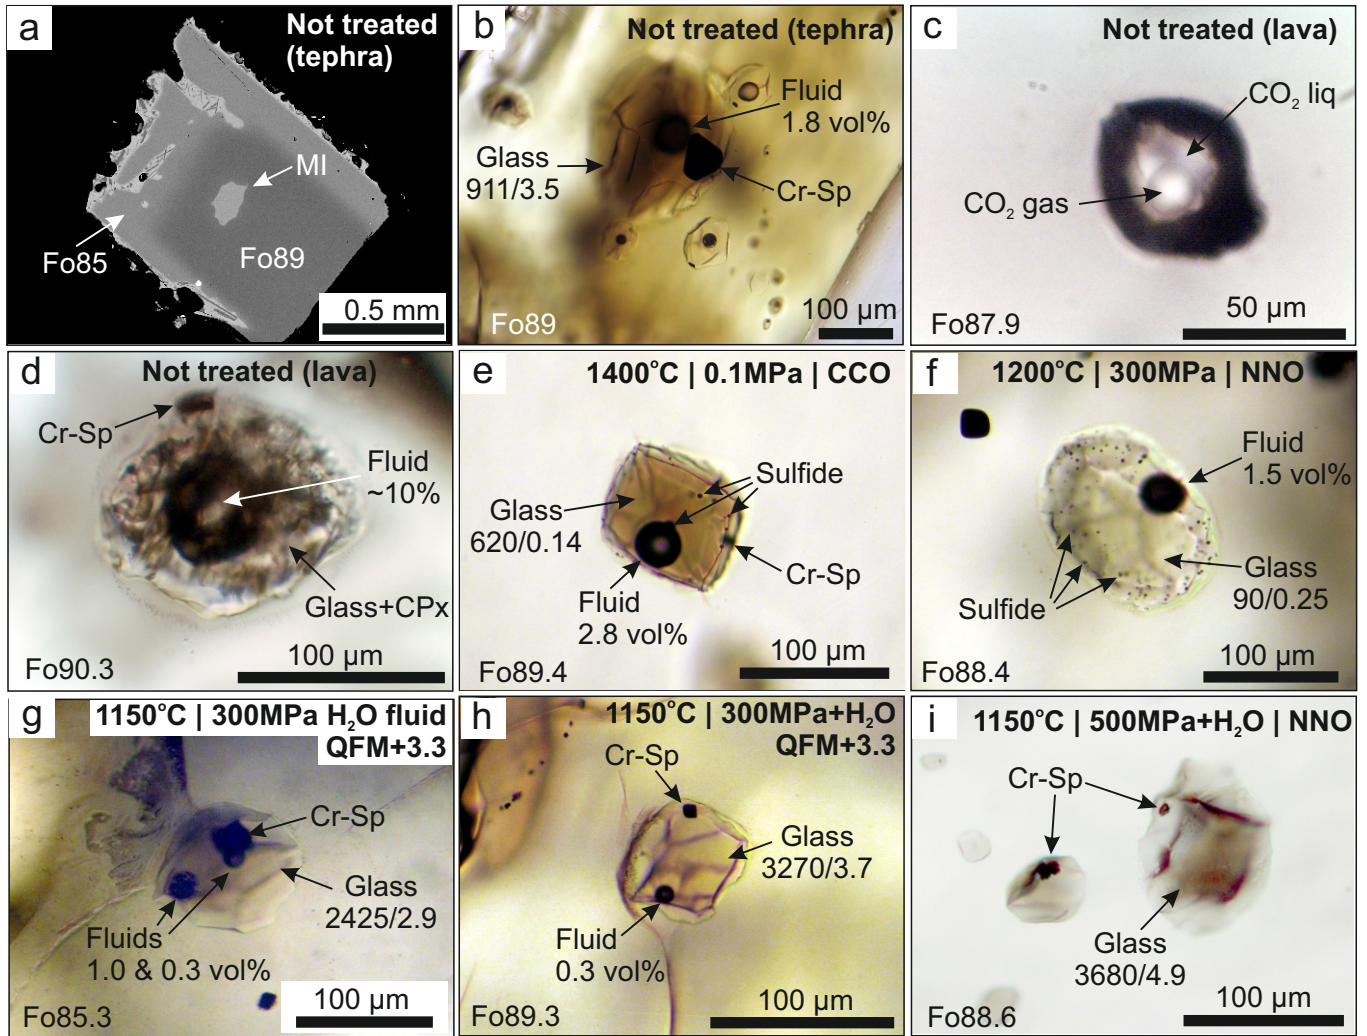 a
Not treated
(tephra)
MI
Fo85
Fo89
0.5 mm
b
Not treated (tephra)
Fluid
1.8 vol%
Glass
911/3.5
Cr-Sp
100 µm
Fo89
c
Not treated (lava)
CO₂ liq
CO₂ gas
50 µm
Fo87.9
d
Not treated (lava)
Cr-Sp
Fluid
~10%
Glass+CPx
100 µm
Fo90.3
e
1400°C | 0.1MPa | CCO
Sulfide
Glass
620/0.14
Cr-Sp
Fluid
2.8 vol%
100 µm
Fo89.4
f
1200°C | 300MPa | NNO
Fluid
1.5 vol%
Glass
90/0.25
Sulfide
100 µm
Fo88.4
g
1150°C | 300MPa H₂O fluid
QFM+3.3
Cr-Sp
Glass
2425/2.9
Fluids
1.0 & 0.3 vol%
100 µm
Fo85.3
h
1150°C | 300MPa+H₂O
QFM+3.3
Cr-Sp
Glass
3270/3.7
Fluid
0.3 vol%
100 µm
Fo89.3
i
1150°C | 500MPa+H₂O | NNO
Cr-Sp
Glass
3680/4.9
100 µm
Fo88.6